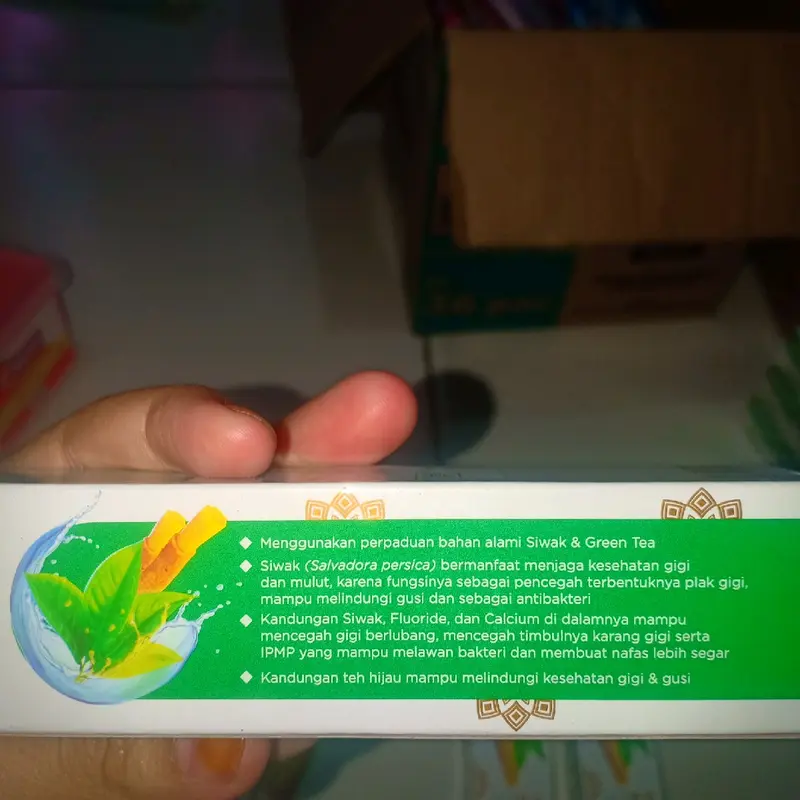 Menggunakan perpaduan bahan alami Siwak & Green Tea
Siwak (Salvadora persica) bermanfaat menjaga kesehatan gigi
dan mulut, karena fungsinya sebagai pencegah terbentuknya plak gigi,
mampu melindungi gusi dan sebagai antibakteri
Kandungan Siwak, Fluoride, dan Calcium di dalamnya mampu
mencegah gigi berlubang, mencegah timbulnya karang gigi serta
IPMP yang mampu melawan bakteri dan membuat nafas lebih segar
Kandungan teh hijau mampu melindungi kesehatan gigi & gusi